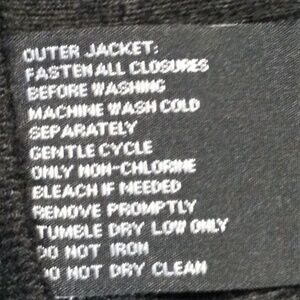 OUTER JACKET:
FASTEN ALL CLOSURES
BEFORE WASHING
MACHINE WASH COLD
SEPARATELY
GENTLE CYCLE
ONLY NON-CHLORINE
BLEACH IF NEEDED
REMOVE PROMPTLY
TUMBLE DRY LOW ONLY
DO NOT IRON
DO NOT DRY CLEAN